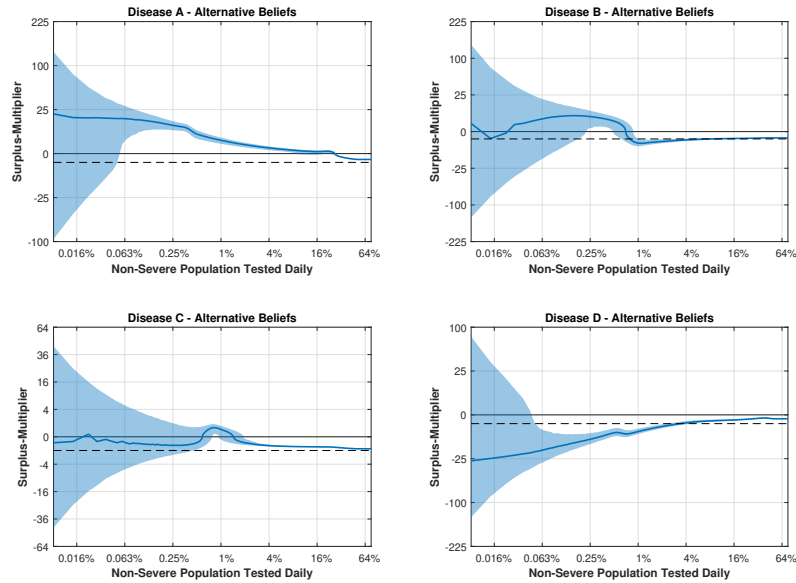 Disease A - Alternative Beliefs
225
100
25
0
-25
-100
Surplus-Multiplier
0.016% 0.063% 0.25% 1% 4% 16% 64%
Non-Severe Population Tested Daily
Disease B - Alternative Beliefs
225
100
25
0
-25
-100
-225
Surplus-Multiplier
0.016% 0.063% 0.25% 1% 4% 16% 64%
Non-Severe Population Tested Daily
Disease C - Alternative Beliefs
64
36
16
4
0
-4
-16
-36
-64
Surplus-Multiplier
0.016% 0.063% 0.25% 1% 4% 16% 64%
Non-Severe Population Tested Daily
Disease D - Alternative Beliefs
100
25
0
-25
-100
-225
Surplus-Multiplier
0.016% 0.063% 0.25% 1% 4% 16% 64%
Non-Severe Population Tested Daily